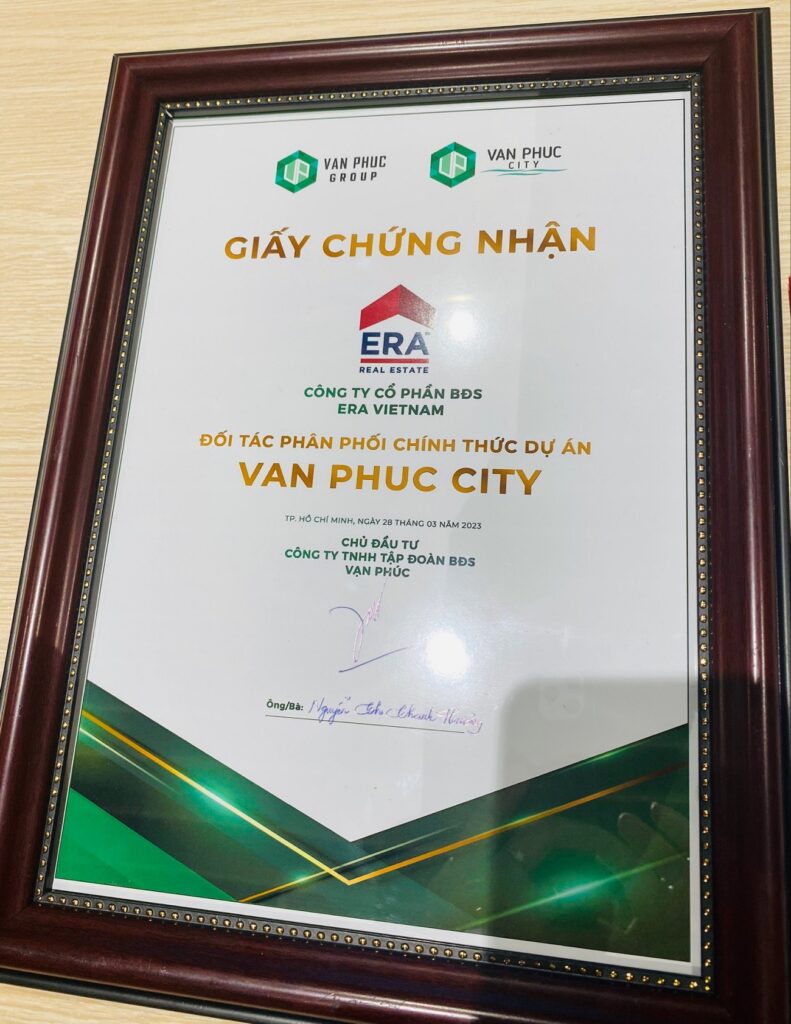 VAN PHUC
GROUP
VAN PHUC
CITY
GIẤY CHỨNG NHẬN
ERA
REAL ESTATE
CÔNG TY CỔ PHẦN BĐS
ERA VIETNAM
ĐỐI TÁC PHÂN PHỐI CHÍNH THỨC DỰ ÁN
VAN PHUC CITY
TP. HỒ CHÍ MINH, NGÀY 28 THÁNG 03 NĂM 2023
CHỦ ĐẦU TƯ
CÔNG TY TNHH TẬP ĐOÀN BĐS
VẠN PHÚC
Ông/Bà: Nguyễn